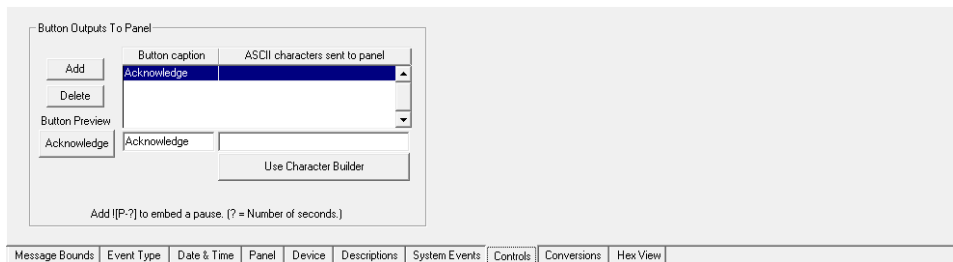 Button Outputs To Panel
Button caption ASCII characters sent to panel
Add
Acknowledge
Delete
Button Preview
Acknowledge Acknowledge
Use Character Builder
Add ![P-?] to embed a pause. (? = Number of seconds.)
Message Bounds Event Type Date & Time Panel Device Descriptions System Events Controls Conversions Hex View